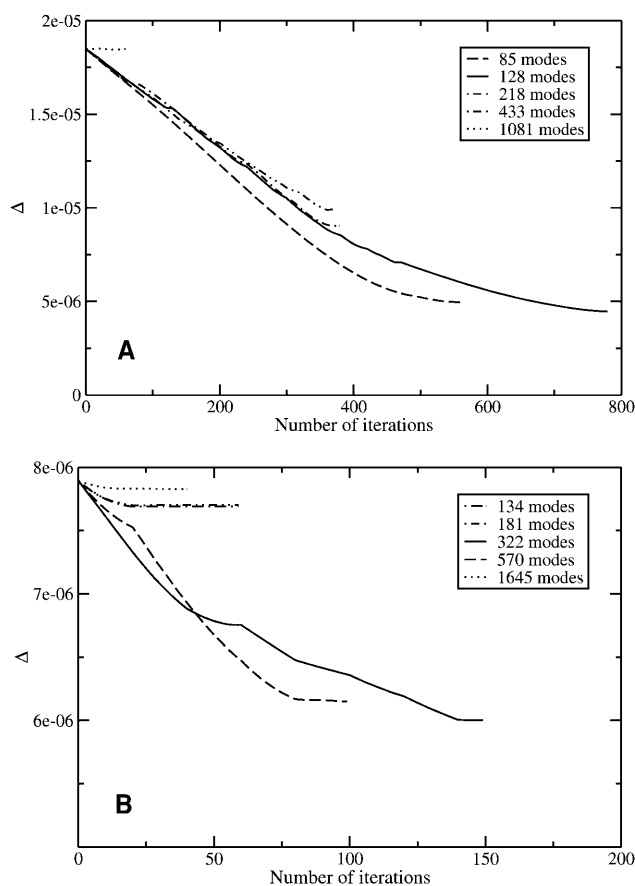 2e-05
1.5e-05
1e-05
5e-06
0
Δ
85 modes
128 modes
218 modes
433 modes
1081 modes
A
0 200 400 600 800
Number of iterations
8e-06
7e-06
6e-06
Δ
134 modes
181 modes
322 modes
570 modes
1645 modes
B
0 50 100 150 200
Number of iterations